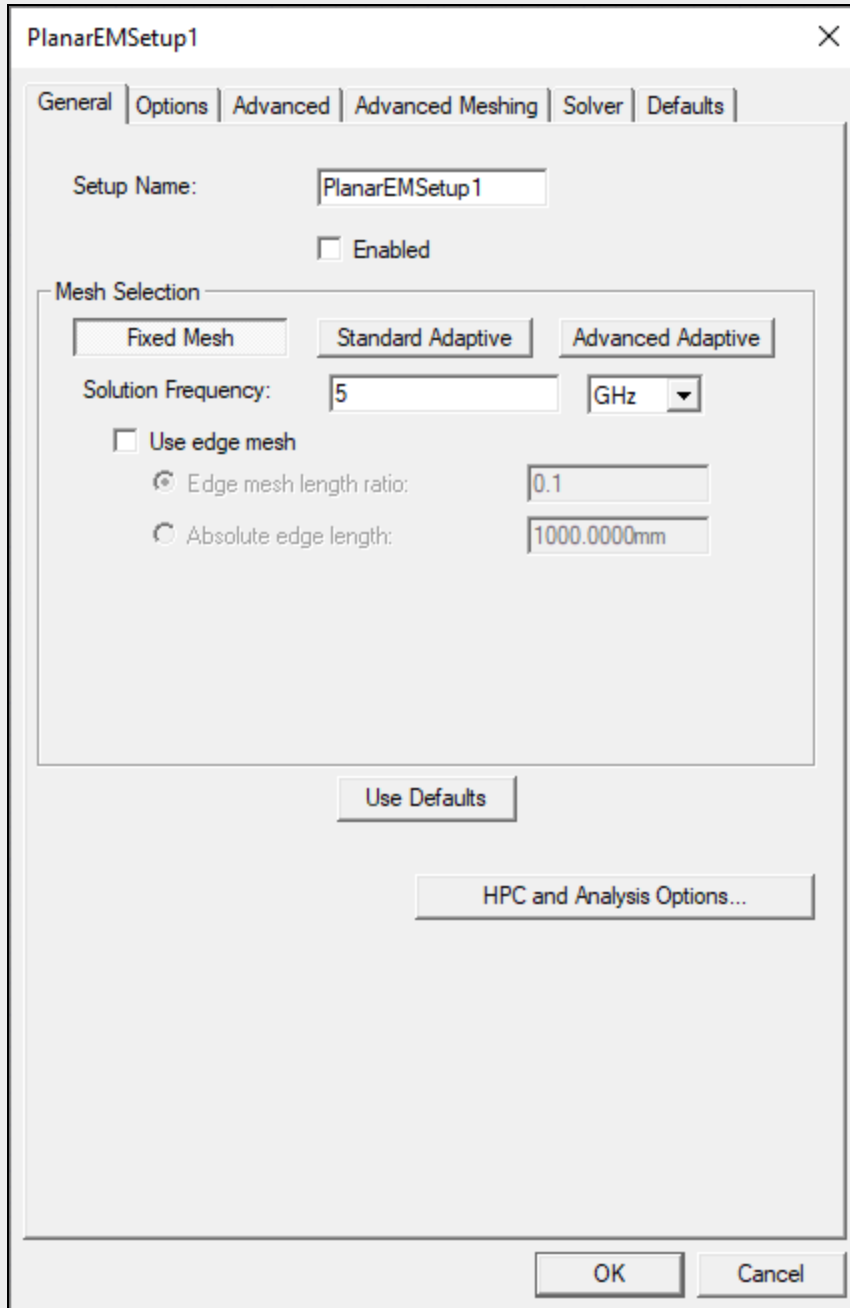 PlanarEMSetup1
General Options Advanced Advanced Meshing Solver Defaults
Setup Name: PlanarEMSetup1
Enabled
Mesh Selection
Fixed Mesh Standard Adaptive Advanced Adaptive
Solution Frequency: 5 GHz
Use edge mesh
Edge mesh length ratio: 0.1
Absolute edge length: 1000.0000mm
Use Defaults
HPC and Analysis Options...
OK Cancel